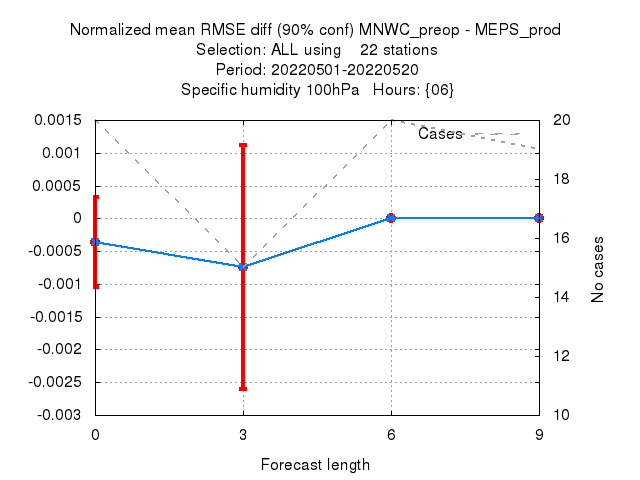 Normalized mean RMSE diff (90% conf) MNWC_preop - MEPS_prod
Selection: ALL using 22 stations
Period: 20220501-20220520
Specific humidity 100hPa Hours: {06}
0.0015
0.001
0.0005
0
-0.0005
-0.001
-0.0015
-0.002
-0.0025
-0.003
Cases
20
18
16
14
12
10
No cases
0 3 6 9
Forecast length